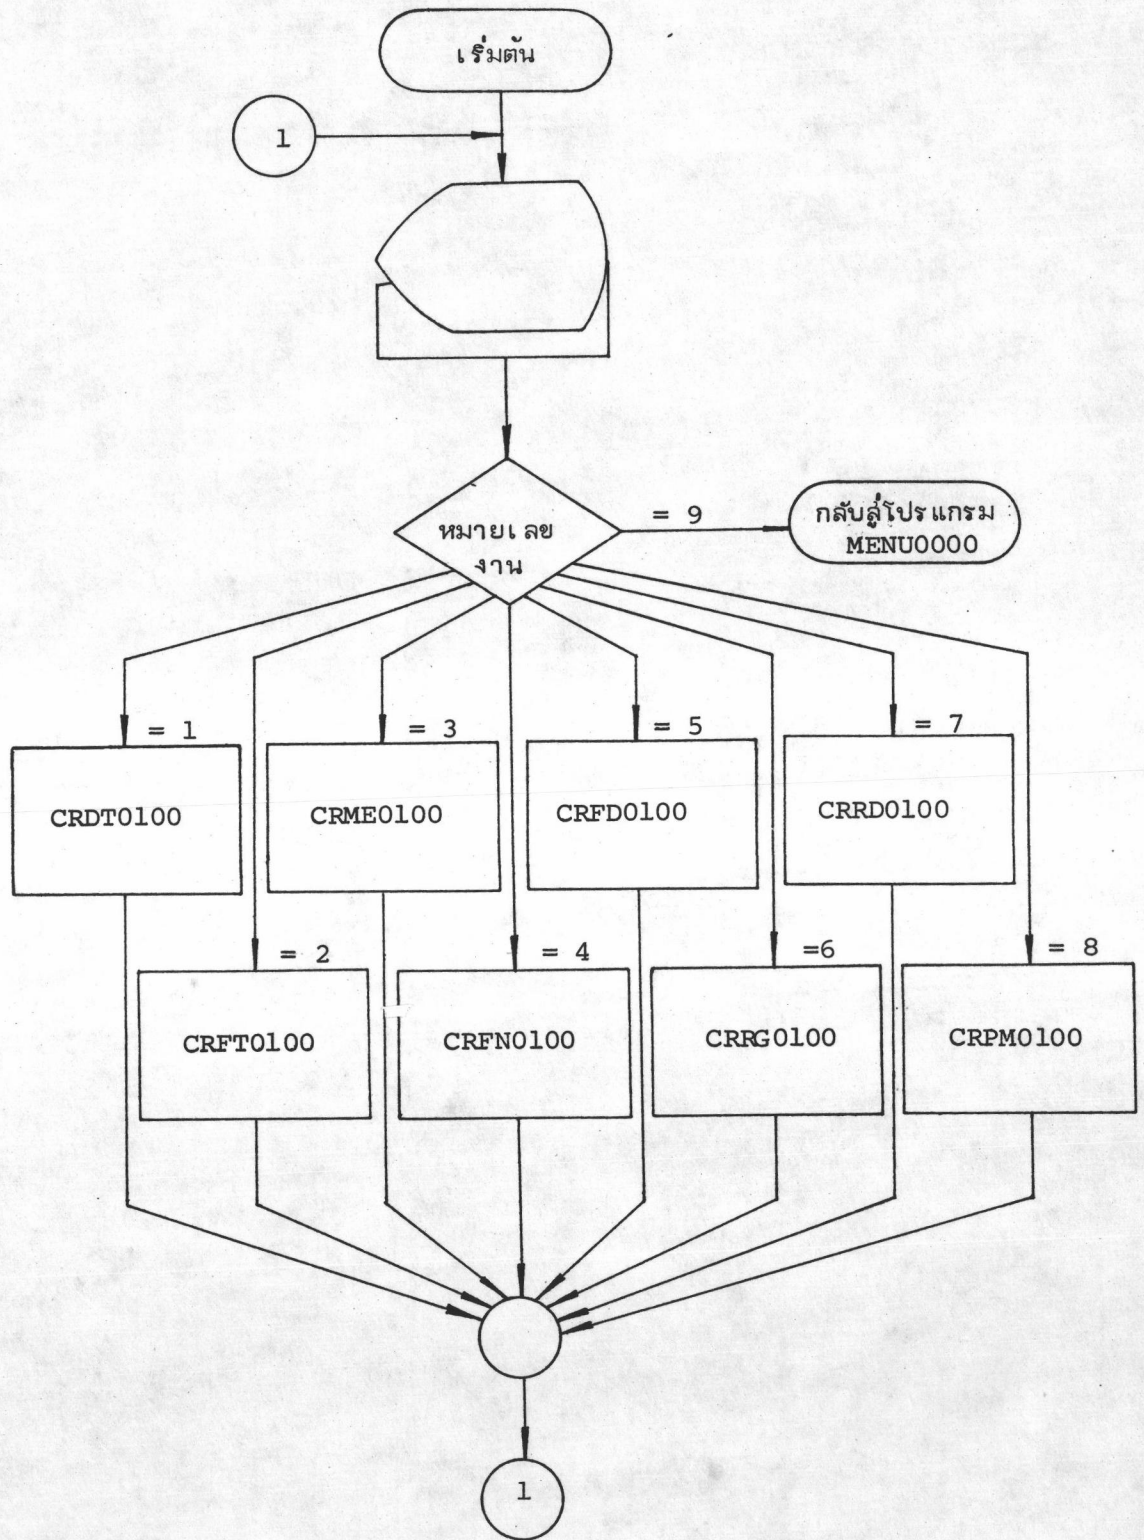 เริ่มต้น
1
หมายเลข
งาน
= 9
กลับสู่โปรแกรม
MENU0000
= 1
= 3
= 5
= 7
CRDT0100
CRME0100
CRFD0100
CRRD0100
= 2
= 4
=6
= 8
CRFT0100
CRFN0100
CRRG0100
CRPM0100
1